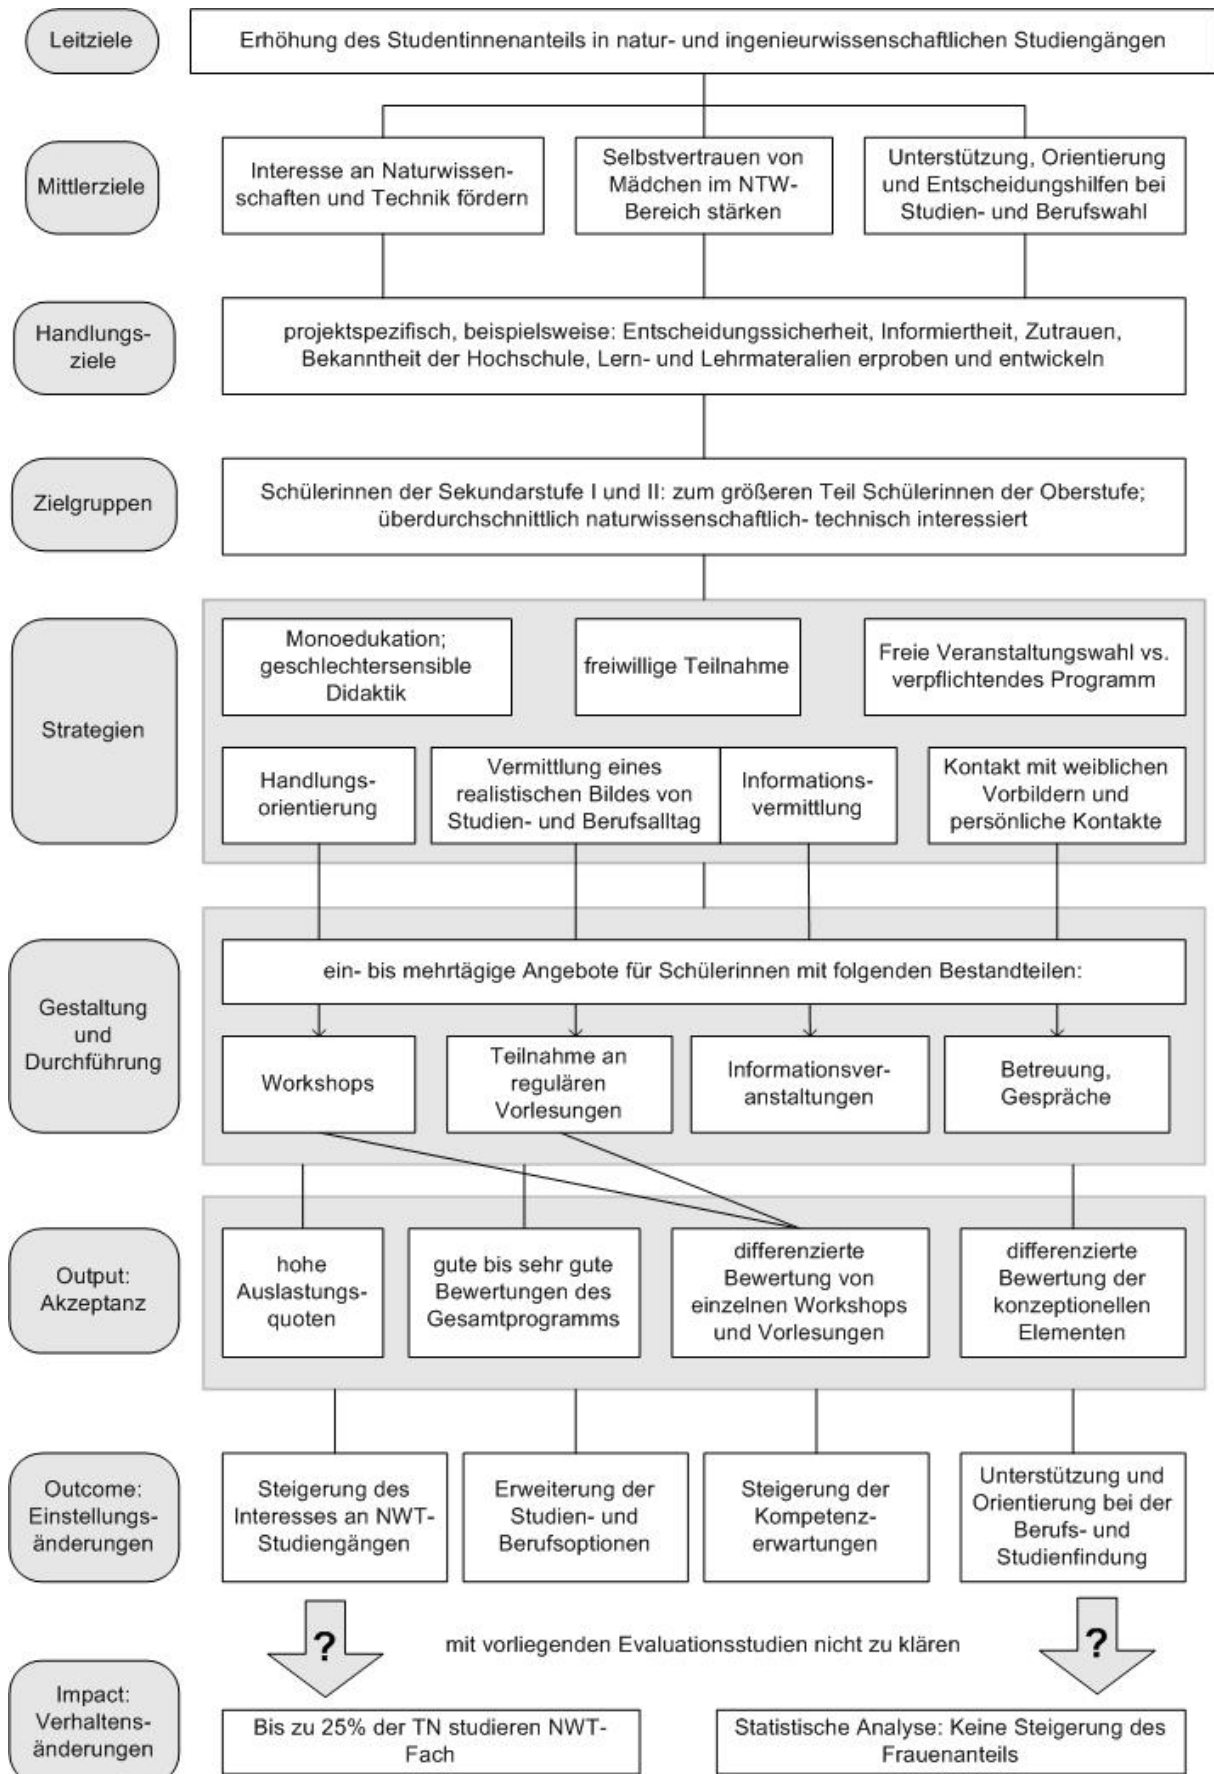 Leitziele
Erhöhung des Studentinnenanteils in natur- und ingenieurwissenschaftlichen Studiengängen
Mittlerziele
Interesse an Naturwissen-
schaften und Technik fördern
Selbstvertrauen von
Mädchen im NTW-
Bereich stärken
Unterstützung, Orientierung
und Entscheidungshilfen bei
Studien- und Berufswahl
Handlungs-
ziele
projektspezifisch, beispielsweise: Entscheidungssicherheit, Informiertheit, Zutrauen,
Bekanntheit der Hochschule, Lern- und Lehrmateralien erproben und entwickeln
Zielgruppen
Schülerinnen der Sekundarstufe I und II: zum größeren Teil Schülerinnen der Oberstufe;
überdurchschnittlich naturwissenschaftlich- technisch interessiert
Strategien
Monoedukation;
geschlechtersensible
Didaktik
freiwillige Teilnahme
Freie Veranstaltungswahl vs.
verpflichtendes Programm
Handlungs-
orientierung
Vermittlung eines
realistischen Bildes von
Studien- und Berufsalltag
Informations-
vermittlung
Kontakt mit weiblichen
Vorbildern und
persönliche Kontakte
Gestaltung
und
Durchführung
ein- bis mehrtägige Angebote für Schülerinnen mit folgenden Bestandteilen:
Workshops
Teilnahme an
regulären
Vorlesungen
Informationsver-
anstaltungen
Betreuung,
Gespräche
Output:
Akzeptanz
hohe
Auslastungs-
quoten
gute bis sehr gute
Bewertungen des
Gesamtprogramms
differenzierte
Bewertung von
einzelnen Workshops
und Vorlesungen
differenzierte
Bewertung der
konzeptionellen
Elementen
Outcome:
Einstellungs-
änderungen
Steigerung des
Interesses an NWT-
Studiengängen
Erweiterung der
Studien- und
Berufsoptionen
Steigerung der
Kompetenz-
erwartungen
Unterstützung und
Orientierung bei der
Berufs- und
Studienfindung
?
mit vorliegenden Evaluationsstudien nicht zu klären
?
Impact:
Verhaltens-
änderungen
Bis zu 25% der TN studieren NWT-
Fach
Statistische Analyse: Keine Steigerung des
Frauenanteils